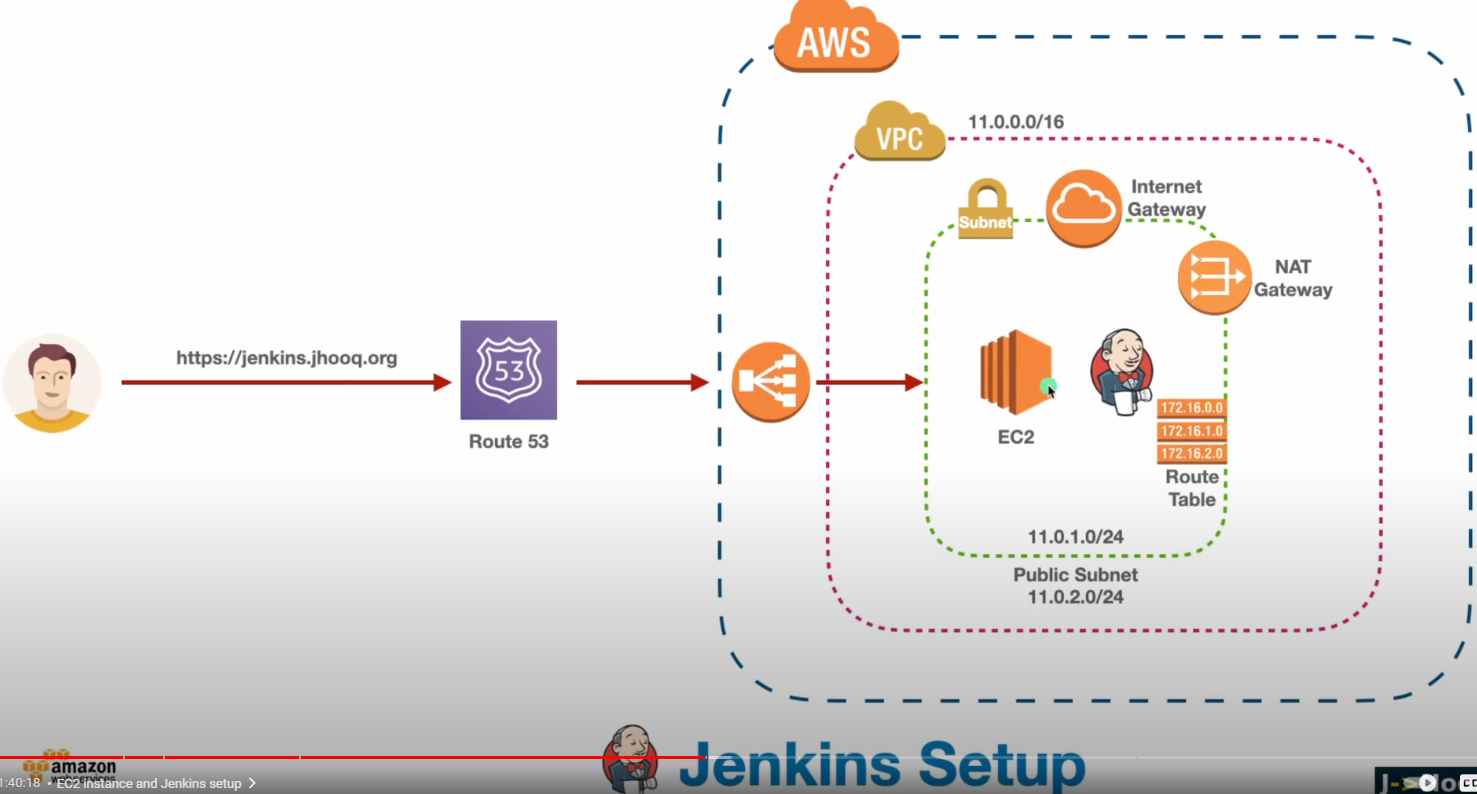 AWS
11.0.0.0/16
VPC
Internet
Gateway
Subnet
NAT
Gateway
https://jenkins.jhooq.org
53
Route 53
EC2
172.16.0.0
172.16.1.0
172.16.2.0
Route
Table
11.0.1.0/24
Public Subnet
11.0.2.0/24
Jenkins Setup
amazon
1:40:18 • EC2 instance and Jenkins setup >